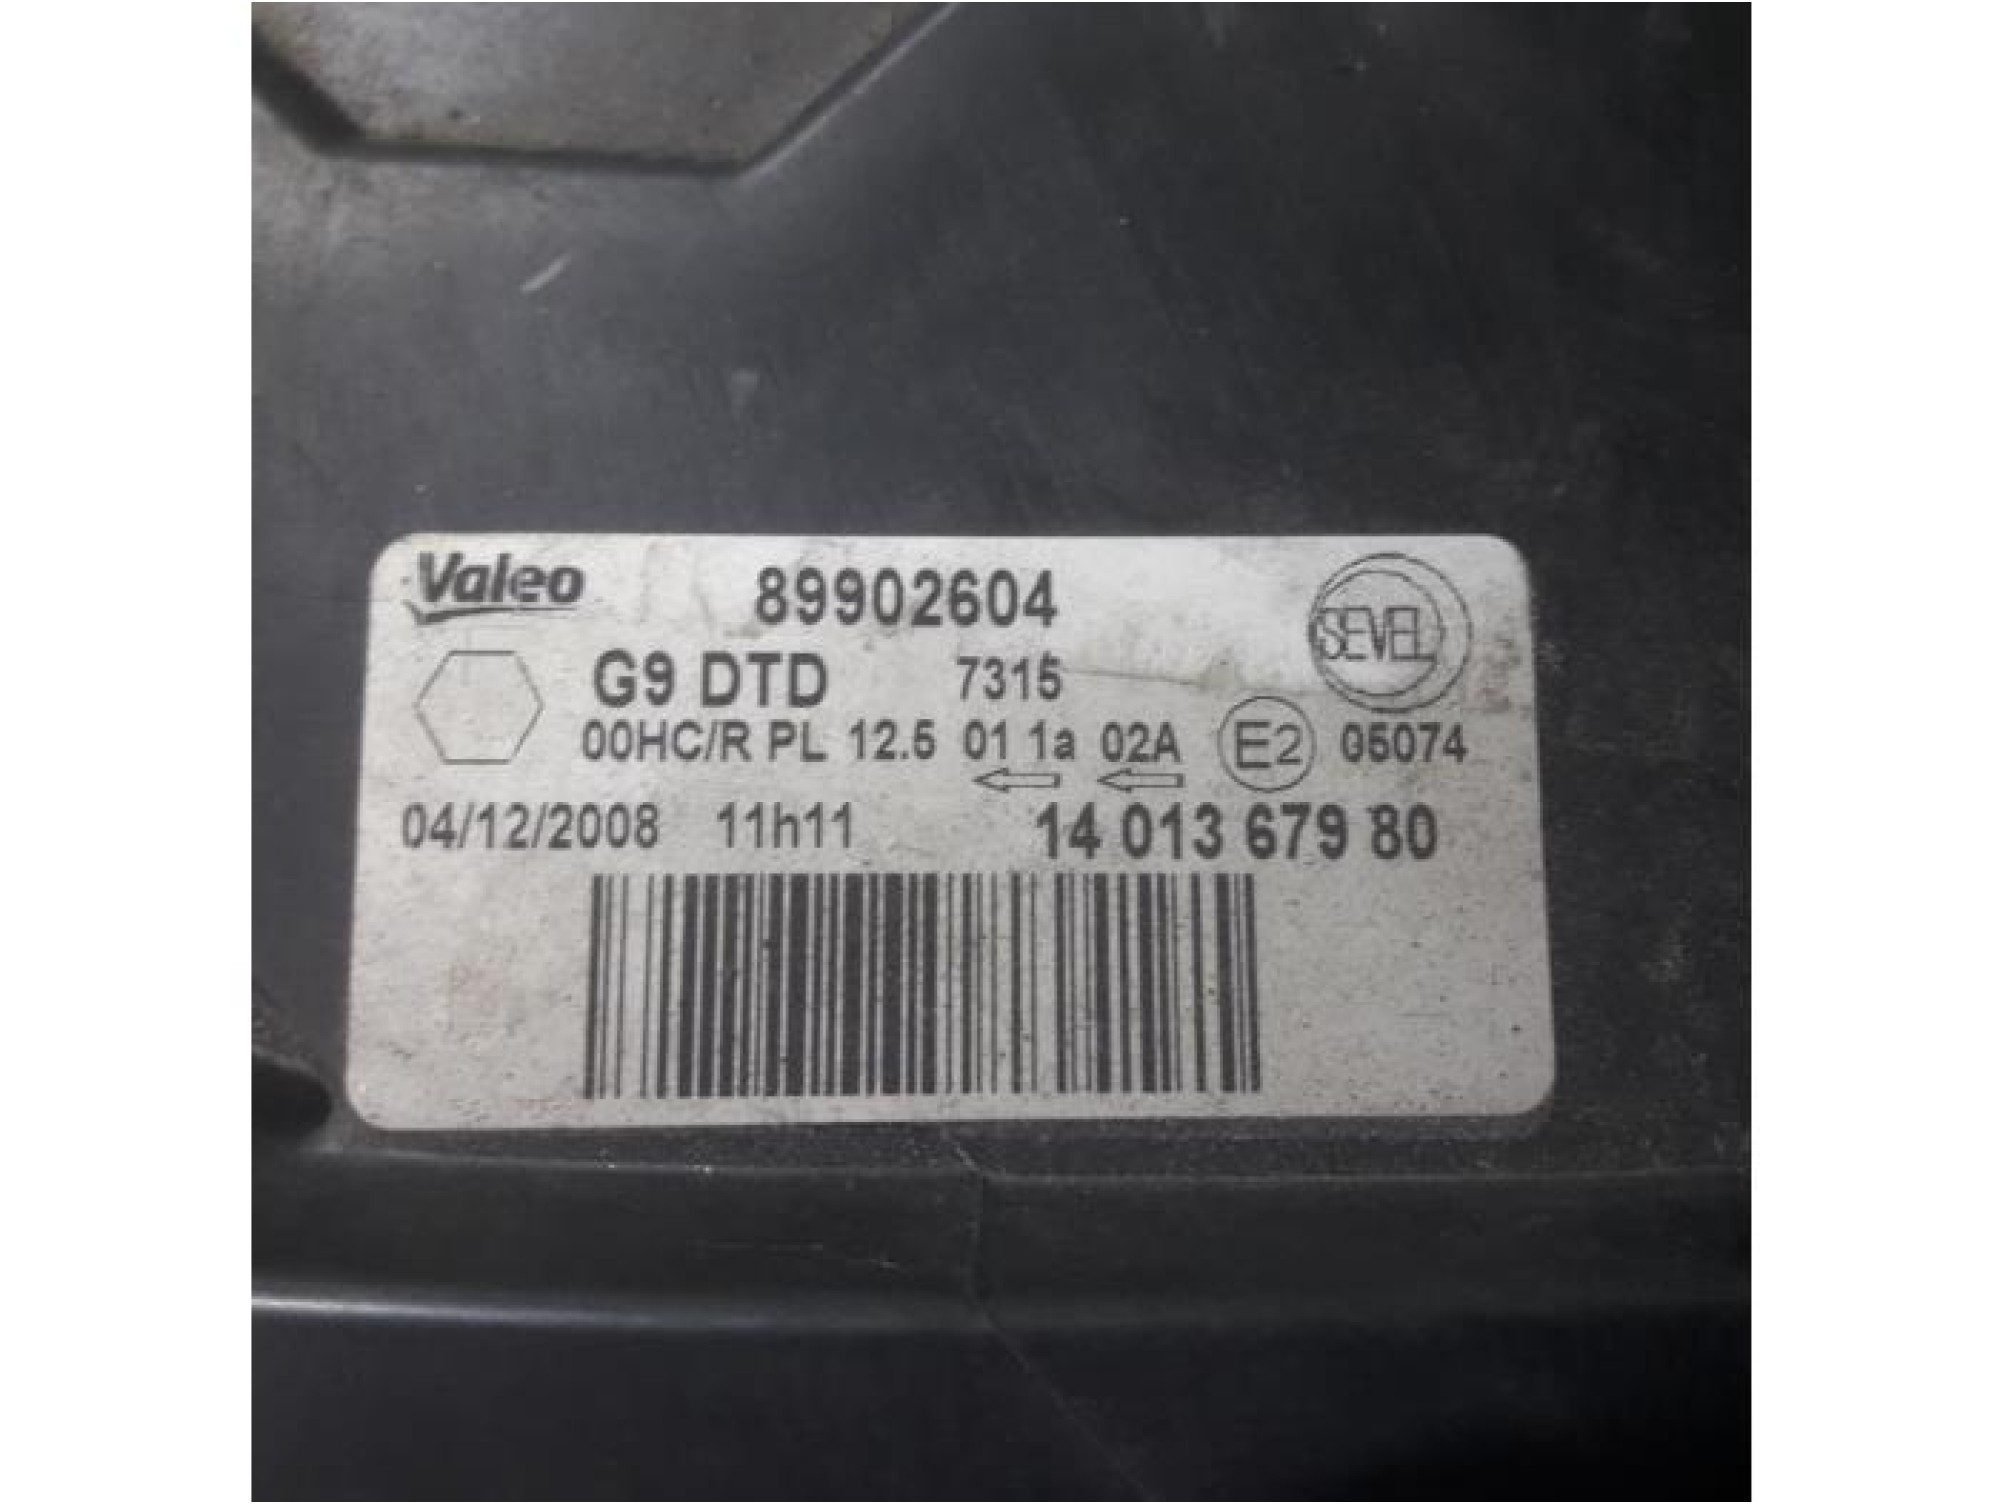 Valeo 89902604 SEVEL
G9 DTD 7315
00HC/R PL 12.5 01 1a 02A E2 05074
04/12/2008 11h11 14 013 679 80